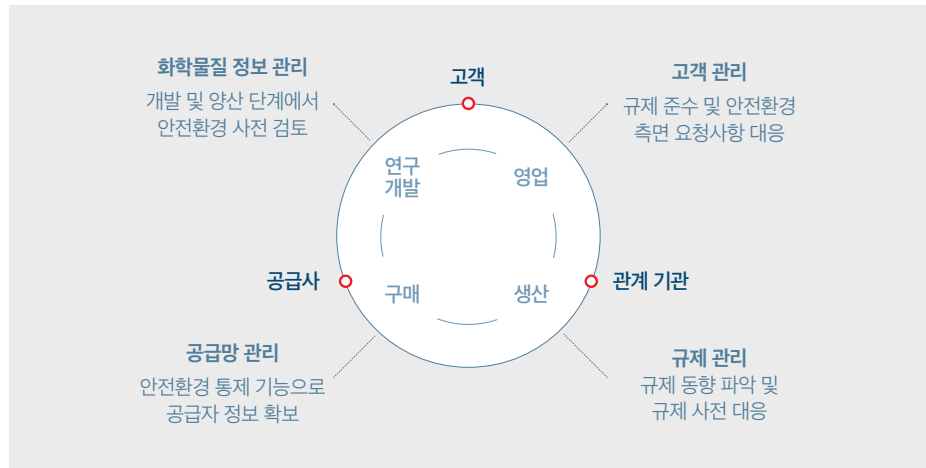 화학물질 정보 관리
개발 및 양산 단계에서
안전환경 사전 검토
고객
고객 관리
규제 준수 및 안전환경
측면 요청사항 대응
연구
개발
영업
공급사
구매
생산
관계 기관
공급망 관리
안전환경 통제 기능으로
공급자 정보 확보
규제 관리
규제 동향 파악 및
규제 사전 대응